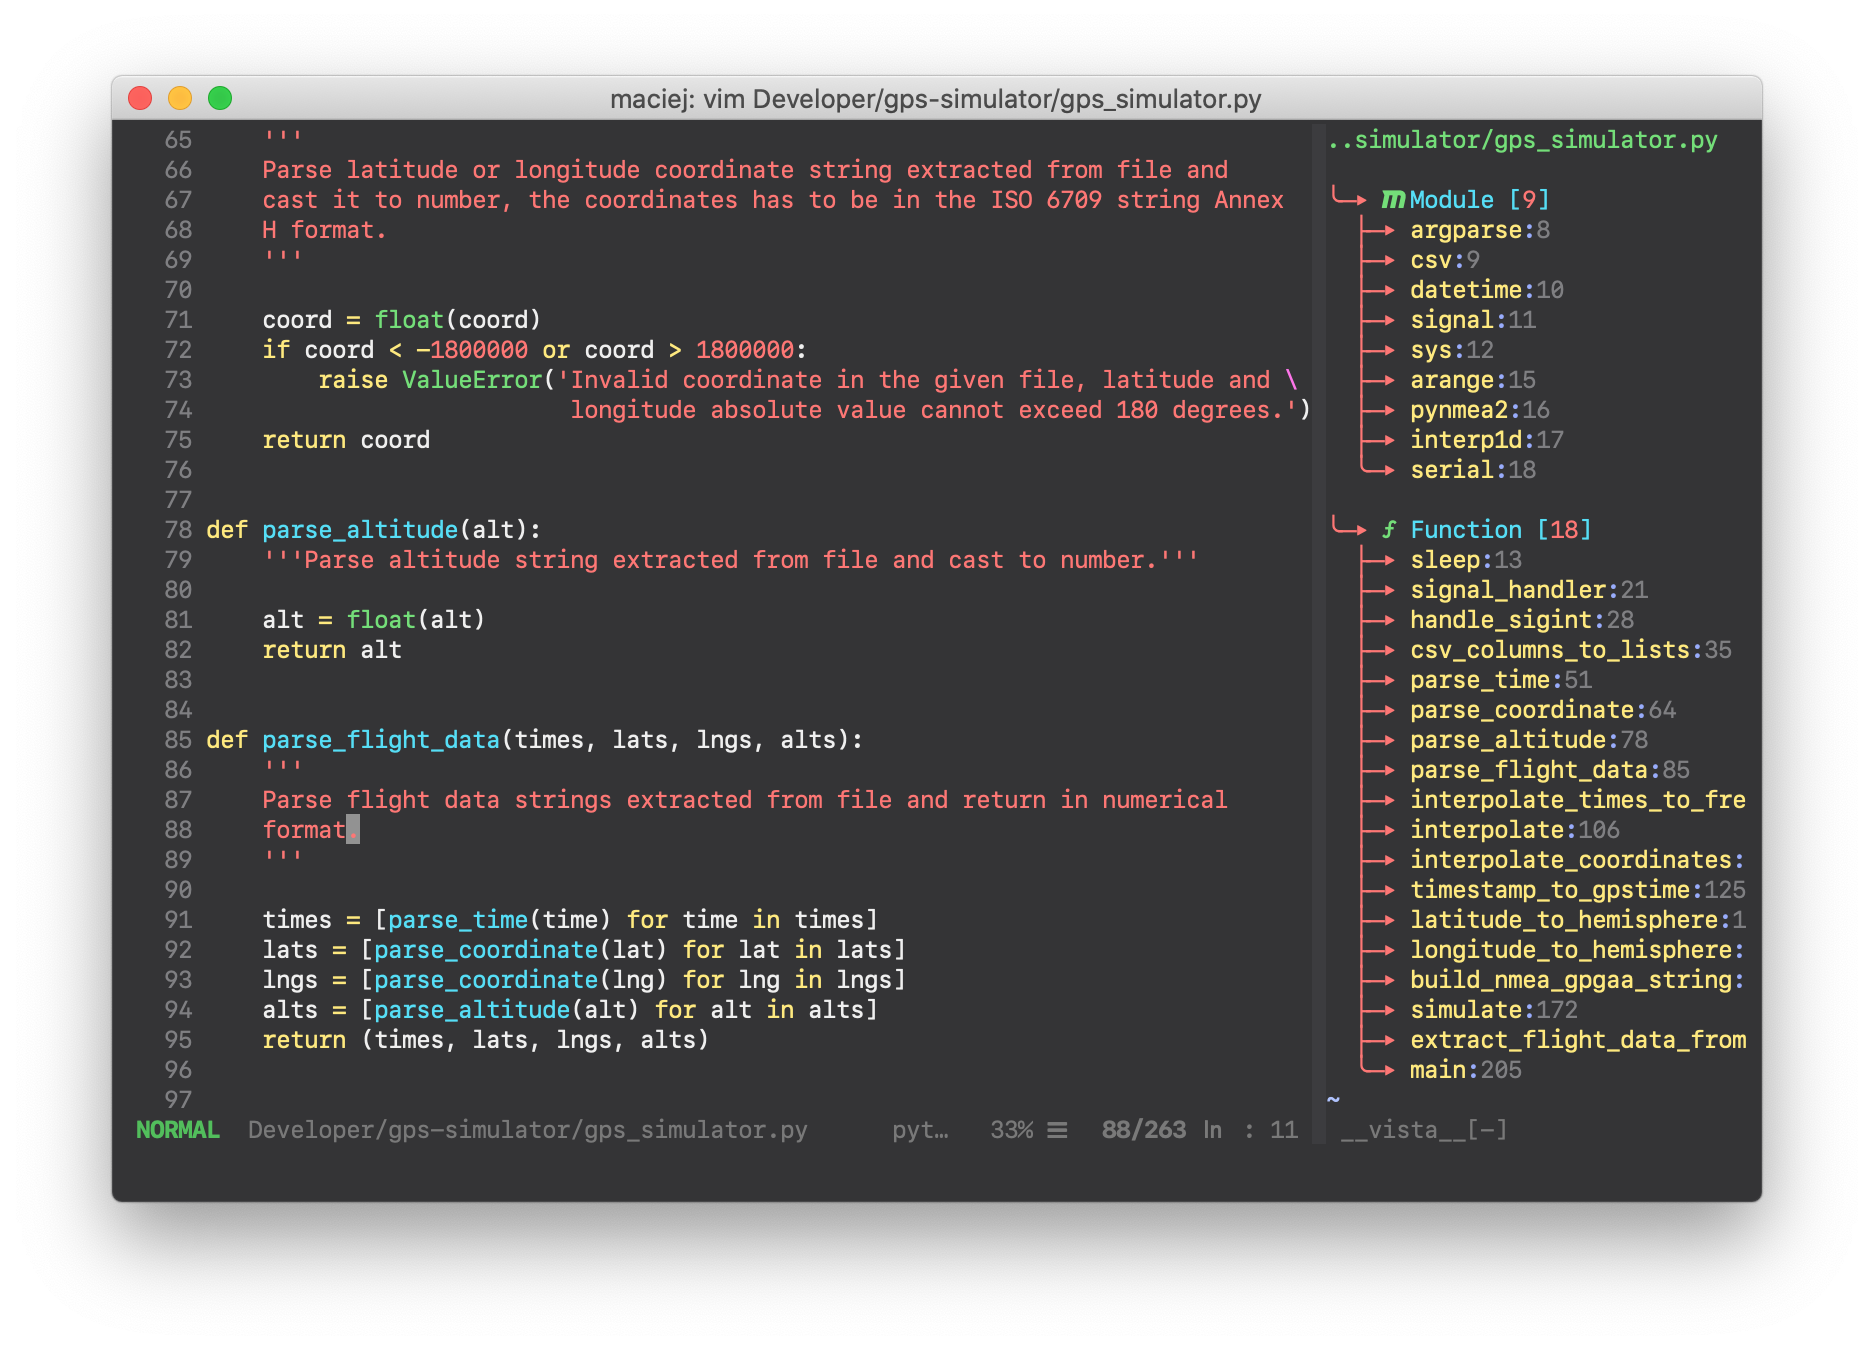 maciej: vim Developer/gps-simulator/gps_simulator.py
65     '''
66     Parse latitude or longitude coordinate string extracted from file and
67     cast it to number, the coordinates has to be in the ISO 6709 string Annex
68     H format.
69     '''
70
71     coord = float(coord)
72     if coord < -1800000 or coord > 1800000:
73         raise ValueError('Invalid coordinate in the given file, latitude and \
74                           longitude absolute value cannot exceed 180 degrees.')
75     return coord
76
77
78 def parse_altitude(alt):
79     '''Parse altitude string extracted from file and cast to number.'''
80
81     alt = float(alt)
82     return alt
83
84
85 def parse_flight_data(times, lats, lngs, alts):
86     '''
87     Parse flight data strings extracted from file and return in numerical
88     format.
89     '''
90
91     times = [parse_time(time) for time in times]
92     lats = [parse_coordinate(lat) for lat in lats]
93     lngs = [parse_coordinate(lng) for lng in lngs]
94     alts = [parse_altitude(alt) for alt in alts]
95     return (times, lats, lngs, alts)
96
97
NORMAL  Developer/gps-simulator/gps_simulator.py      pyt…   33% ☰  88/263 ln : 11
..simulator/gps_simulator.py
m Module [9]
argparse:8
csv:9
datetime:10
signal:11
sys:12
arange:15
pynmea2:16
interp1d:17
serial:18
ƒ Function [18]
sleep:13
signal_handler:21
handle_sigint:28
csv_columns_to_lists:35
parse_time:51
parse_coordinate:64
parse_altitude:78
parse_flight_data:85
interpolate_times_to_fre
interpolate:106
interpolate_coordinates:
timestamp_to_gpstime:125
latitude_to_hemisphere:1
longitude_to_hemisphere:
build_nmea_gpgaa_string:
simulate:172
extract_flight_data_from
main:205
~
__vista__[-]